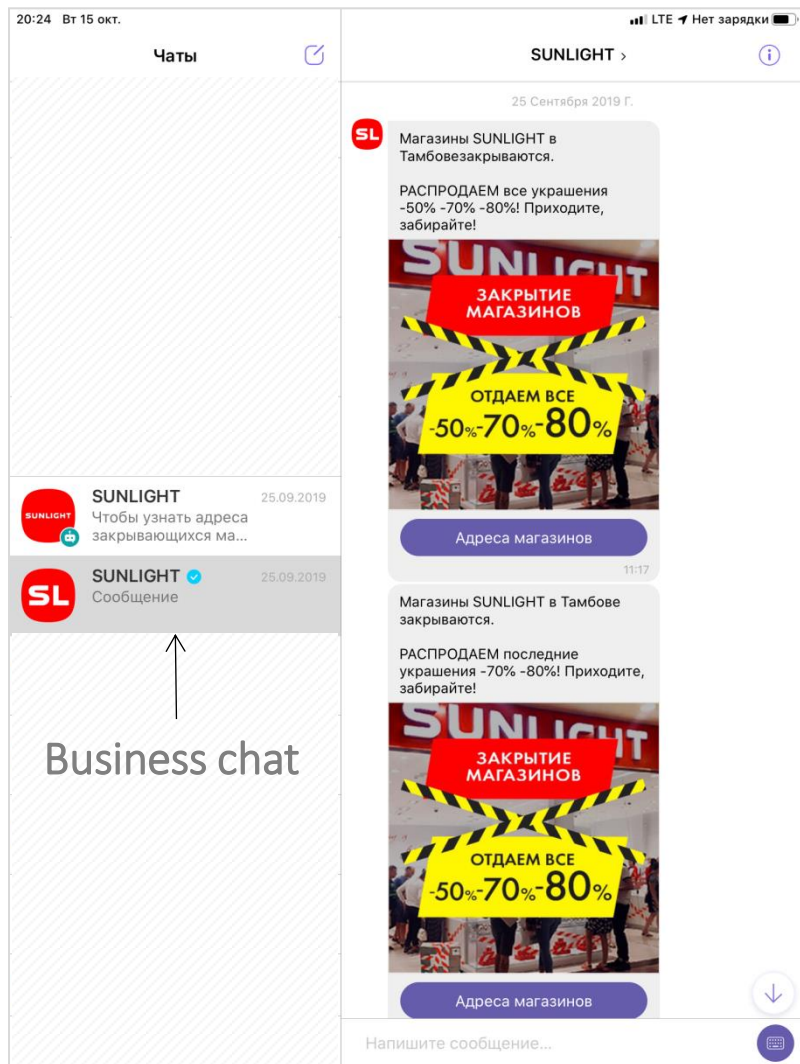 20:24 Вт 15 окт.
LTE Нет зарядки
Чаты
SUNLIGHT
SUNLIGHT
25.09.2019
Чтобы узнать адреса
закрывающихся ма...
SUNLIGHT
SL
SUNLIGHT
25.09.2019
Сообщение
Business chat
SUNLIGHT >
25 Сентября 2019 Г.
SL
Магазины SUNLIGHT в
Тамбовезакрываются.
РАСПРОДАЕМ все украшения
-50% -70% -80%! Приходите,
забирайте!
SUNLIGHT
ЗАКРЫТИЕ
МАГАЗИНОВ
ОТДАЕМ ВСЕ
-50%-70%-80%
Адреса магазинов
11:17
Магазины SUNLIGHT в Тамбове
закрываются.
РАСПРОДАЕМ последние
украшения -70% -80%! Приходите,
забирайте!
SUNLIGHT
ЗАКРЫТИЕ
МАГАЗИНОВ
ОТДАЕМ ВСЕ
-50%-70%-80%
Адреса магазинов
Напишите сообщение...